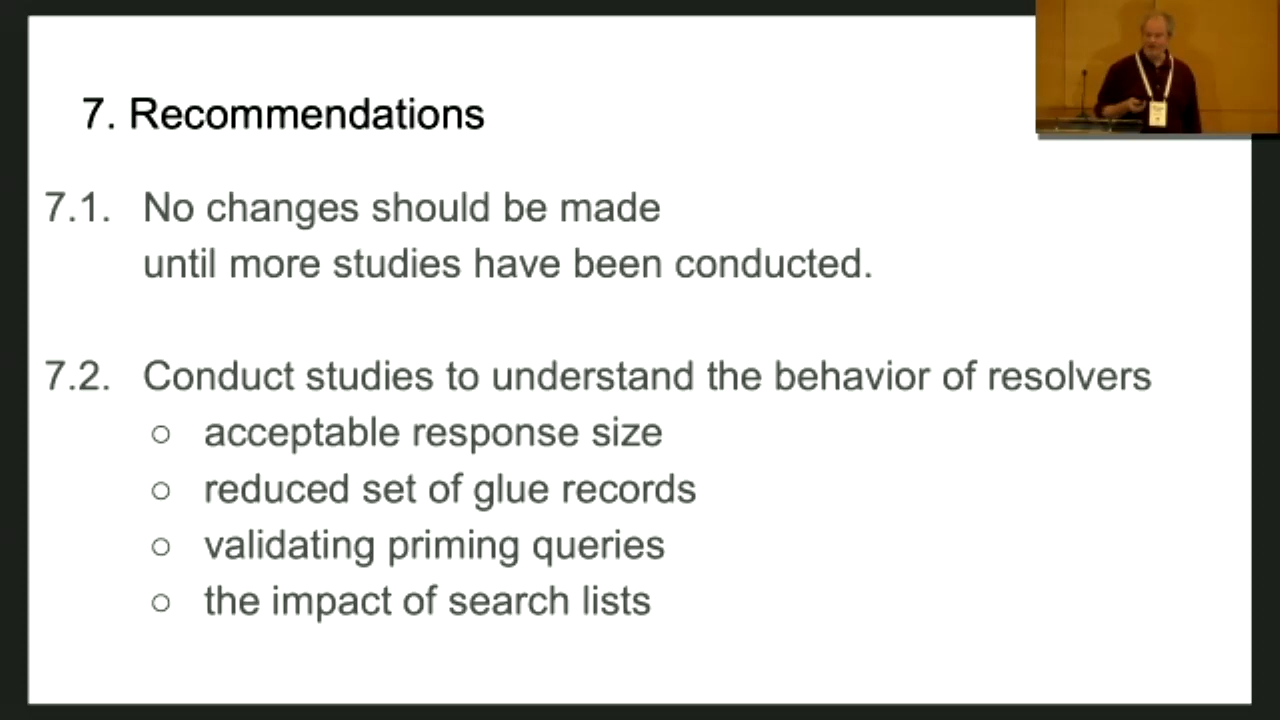 7. Recommendations
7.1. No changes should be made
until more studies have been conducted.
7.2. Conduct studies to understand the behavior of resolvers
○ acceptable response size
○ reduced set of glue records
○ validating priming queries
○ the impact of search lists